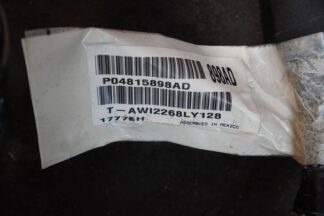 898AD
P04815898AD
T-AWI2268LY128
17776H
ASSEMBLED IN MEXICO